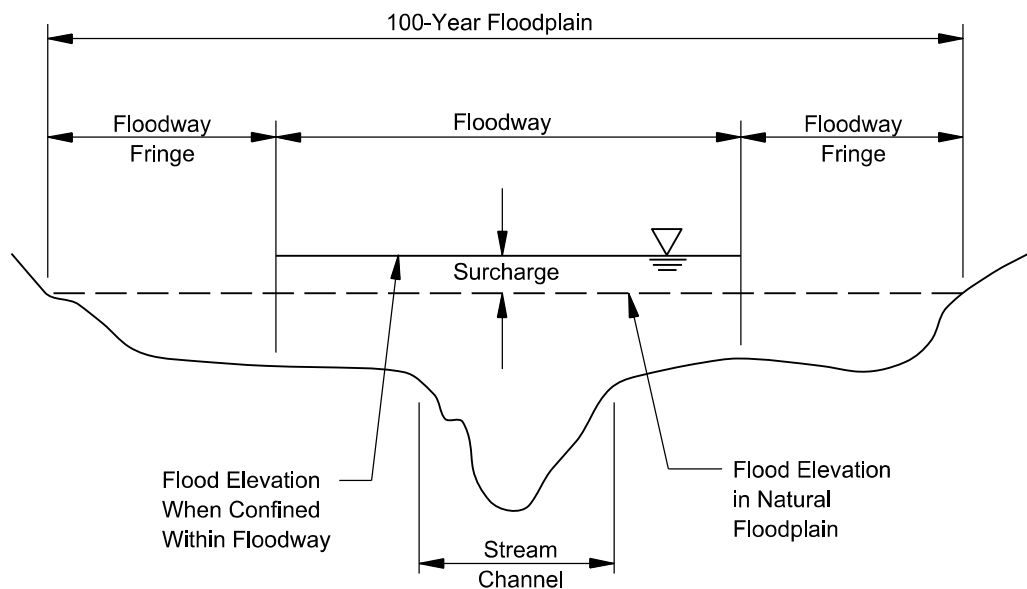 100-Year Floodplain
Floodway
Fringe
Floodway
Floodway
Fringe
Surcharge
Flood Elevation
When Confined
Within Floodway
Flood Elevation
in Natural
Floodplain
Stream
Channel